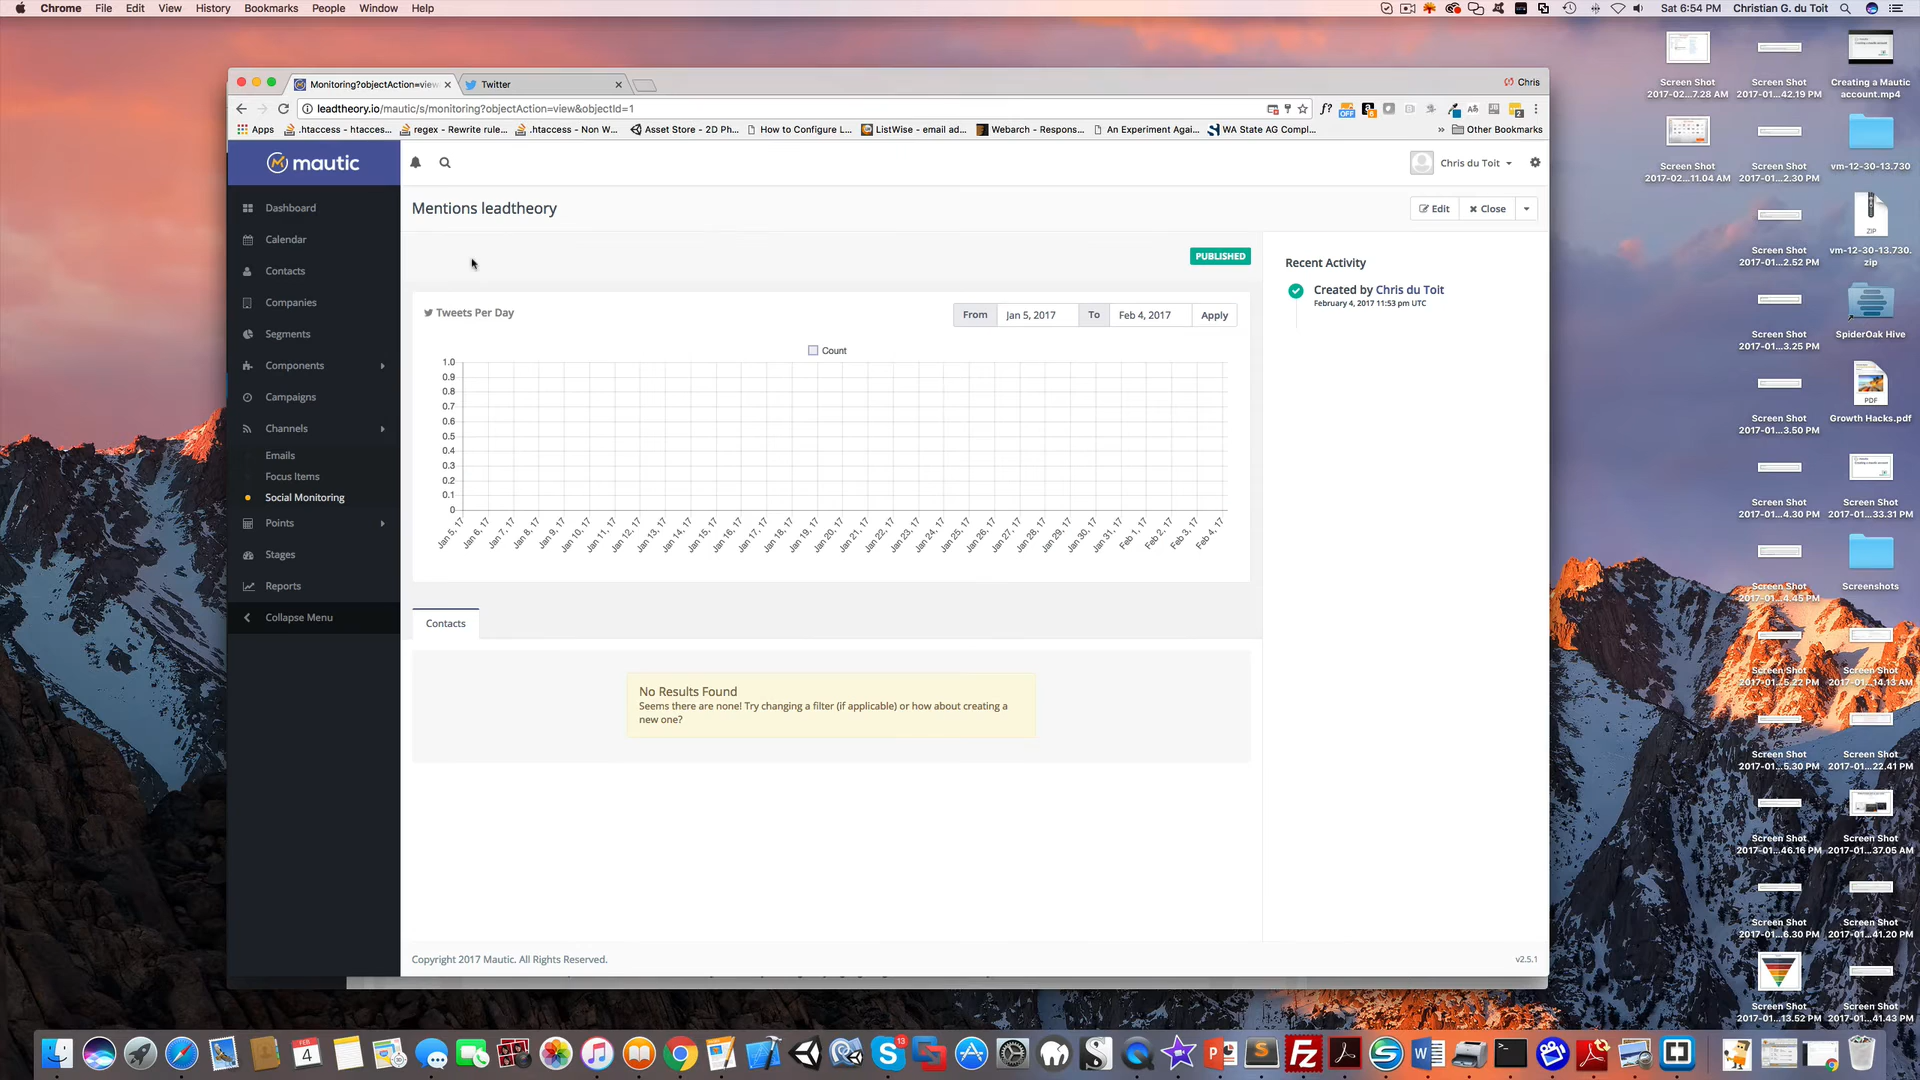 Chrome File Edit View History Bookmarks People Window Help
Sat 6:54 PM Christian G. du Toit
Monitoring?objectAction=view
Twitter
Chris
leadtheory.io/mautic/s/monitoring?objectAction=view&objectId=1
Apps .htaccess - htacces... regex - Rewrite rule... .htaccess - Non W... Asset Store - 2D Ph... How to Configure L... ListWise - email ad... Webarch - Respons... An Experiment Agai... WA State AG Compl... » Other Bookmarks
mautic
Chris du Toit
Dashboard
Calendar
Contacts
Companies
Segments
Components
Campaigns
Channels
Emails
Focus Items
Social Monitoring
Points
Stages
Reports
Collapse Menu
Mentions leadtheory
Edit
Close
PUBLISHED
Tweets Per Day
From Jan 5, 2017 To Feb 4, 2017 Apply
Count
1.0
0.9
0.8
0.7
0.6
0.5
0.4
0.3
0.2
0.1
0
Jan 5, 17 Jan 6, 17 Jan 7, 17 Jan 8, 17 Jan 9, 17 Jan 10, 17 Jan 11, 17 Jan 12, 17 Jan 13, 17 Jan 14, 17 Jan 15, 17 Jan 16, 17 Jan 17, 17 Jan 18, 17 Jan 19, 17 Jan 20, 17 Jan 21, 17 Jan 22, 17 Jan 23, 17 Jan 24, 17 Jan 25, 17 Jan 26, 17 Jan 27, 17 Jan 28, 17 Jan 29, 17 Jan 30, 17 Jan 31, 17 Feb 1, 17 Feb 2, 17 Feb 3, 17 Feb 4, 17
Contacts
No Results Found
Seems there are none! Try changing a filter (if applicable) or how about creating a
new one?
Recent Activity
Created by Chris du Toit
February 4, 2017 11:53 pm UTC
Copyright 2017 Mautic. All Rights Reserved.
v2.5.1
Screen Shot
2017-02...7.28 AM
Screen Shot
2017-01...42.19 PM
Creating a Mautic
account.mp4
Screen Shot
2017-02...11.04 AM
Screen Shot
2017-01...2.30 PM
vm-12-30-13.730
Screen Shot
2017-01...2.52 PM
ZIP
vm-12-30-13.730.
zip
Screen Shot
2017-01...3.25 PM
SpiderOak Hive
Screen Shot
2017-01...3.50 PM
PDF
Growth Hacks.pdf
Screen Shot
2017-01...4.30 PM
Screen Shot
2017-01...33.31 PM
Screen Shot
2017-01...4.45 PM
Screenshots
Screen Shot
2017-01...5.22 PM
Screen Shot
2017-01...14.13 AM
Screen Shot
2017-01...5.30 PM
Screen Shot
2017-01...22.41 PM
Screen Shot
2017-01...46.16 PM
Screen Shot
2017-01...37.05 AM
Screen Shot
2017-01...6.30 PM
Screen Shot
2017-01...41.20 PM
Screen Shot
2017-01...13.52 PM
Screen Shot
2017-01...41.43 PM
FEB
4
13